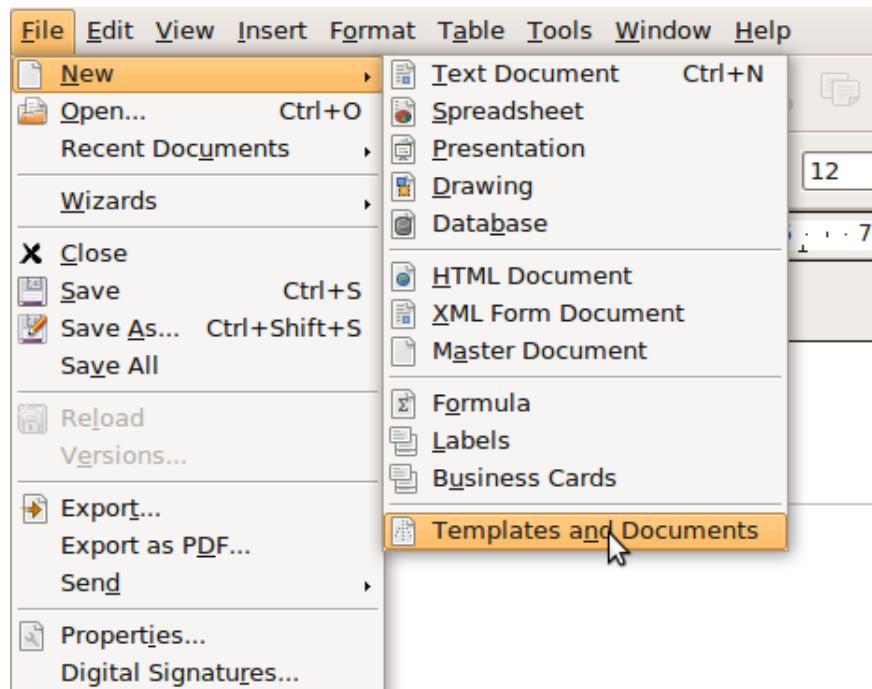 File Edit View Insert Format Table Tools Window Help
New
Open... Ctrl+O
Recent Documents
Wizards
Close
Save Ctrl+S
Save As... Ctrl+Shift+S
Save All
Reload
Versions...
Export...
Export as PDF...
Send
Properties...
Digital Signatures...
Text Document Ctrl+N
Spreadsheet
Presentation
Drawing
Database
HTML Document
XML Form Document
Master Document
Formula
Labels
Business Cards
Templates and Documents
12
7